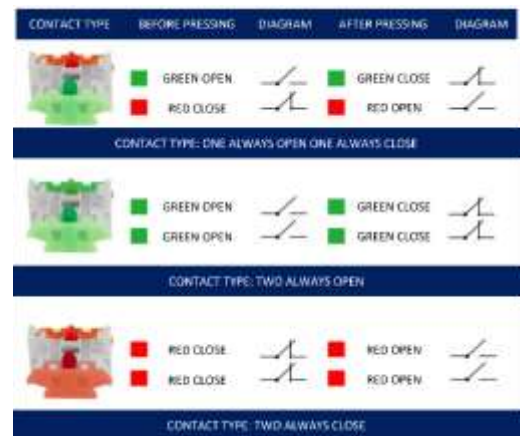 CONTACT TYPE BEFORE PRESSING DIAGRAM AFTER PRESSING DIAGRAM
GREEN OPEN GREEN CLOSE
RED CLOSE RED OPEN
CONTACT TYPE: ONE ALWAYS OPEN ONE ALWAYS CLOSE
GREEN OPEN GREEN CLOSE
GREEN OPEN GREEN CLOSE
CONTACT TYPE: TWO ALWAYS OPEN
RED CLOSE RED OPEN
RED CLOSE RED OPEN
CONTACT TYPE: TWO ALWAYS CLOSE